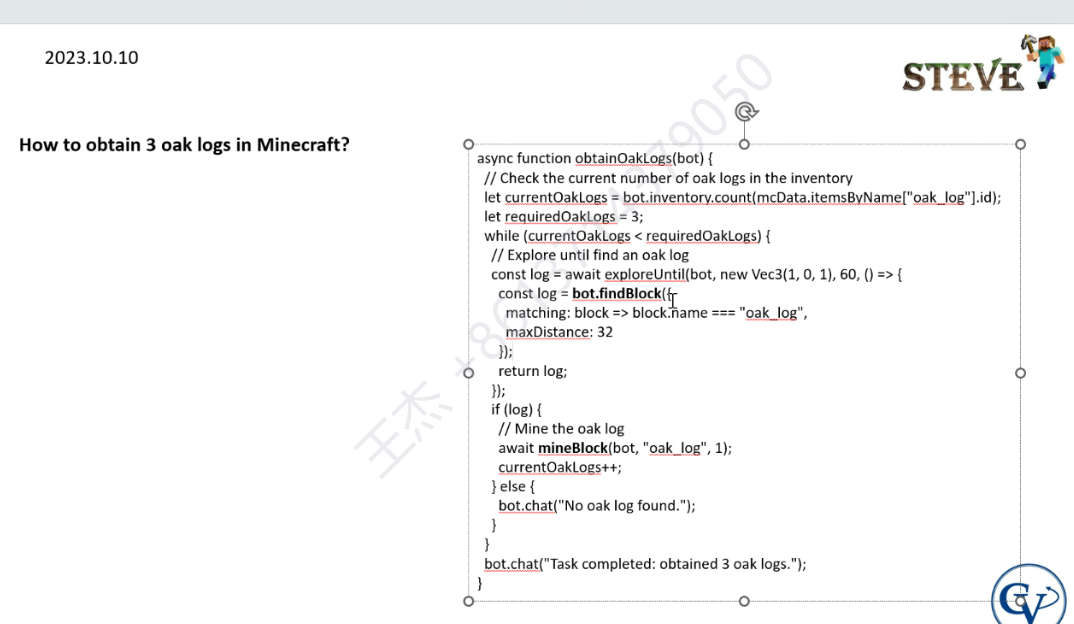 2023.10.10
STEVE
How to obtain 3 oak logs in Minecraft?
async function obtainOakLogs(bot) {
// Check the current number of oak logs in the inventory
let currentOakLogs = bot.inventory.count(mcData.itemsByName["oak_log"].id);
let requiredOakLogs = 3;
while (currentOakLogs < requiredOakLogs) {
// Explore until find an oak log
const log = await exploreUntil(bot, new Vec3(1, 0, 1), 60, () => {
const log = bot.findBlock({
matching: block => block.name === "oak_log",
maxDistance: 32
});
return log;
});
if (log) {
// Mine the oak log
await mineBlock(bot, "oak_log", 1);
currentOakLogs++;
} else {
bot.chat("No oak log found.");
}
}
bot.chat("Task completed: obtained 3 oak logs.");
}